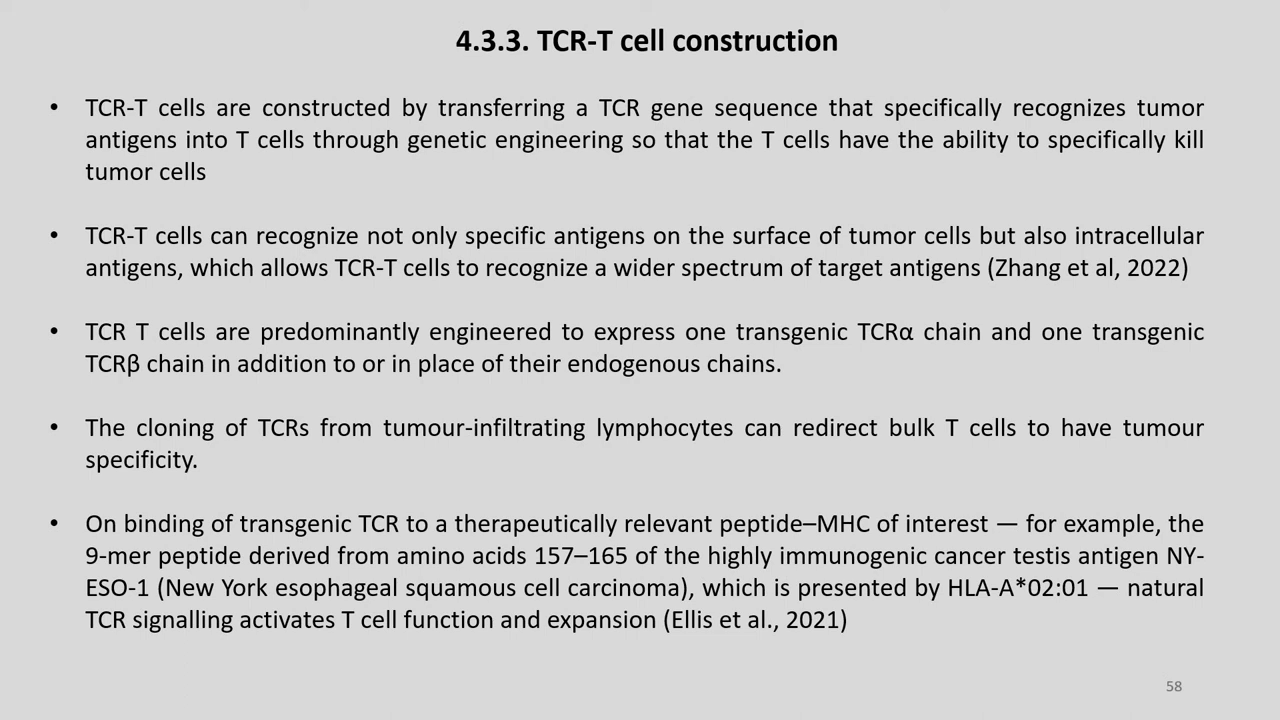 4.3.3. TCR-T cell construction
• TCR-T cells are constructed by transferring a TCR gene sequence that specifically recognizes tumor
antigens into T cells through genetic engineering so that the T cells have the ability to specifically kill
tumor cells
• TCR-T cells can recognize not only specific antigens on the surface of tumor cells but also intracellular
antigens, which allows TCR-T cells to recognize a wider spectrum of target antigens (Zhang et al, 2022)
• TCR T cells are predominantly engineered to express one transgenic TCRα chain and one transgenic
TCRβ chain in addition to or in place of their endogenous chains.
• The cloning of TCRs from tumour-infiltrating lymphocytes can redirect bulk T cells to have tumour
specificity.
• On binding of transgenic TCR to a therapeutically relevant peptide–MHC of interest — for example, the
9-mer peptide derived from amino acids 157–165 of the highly immunogenic cancer testis antigen NY-
ESO-1 (New York esophageal squamous cell carcinoma), which is presented by HLA-A*02:01 — natural
TCR signalling activates T cell function and expansion (Ellis et al., 2021)
58